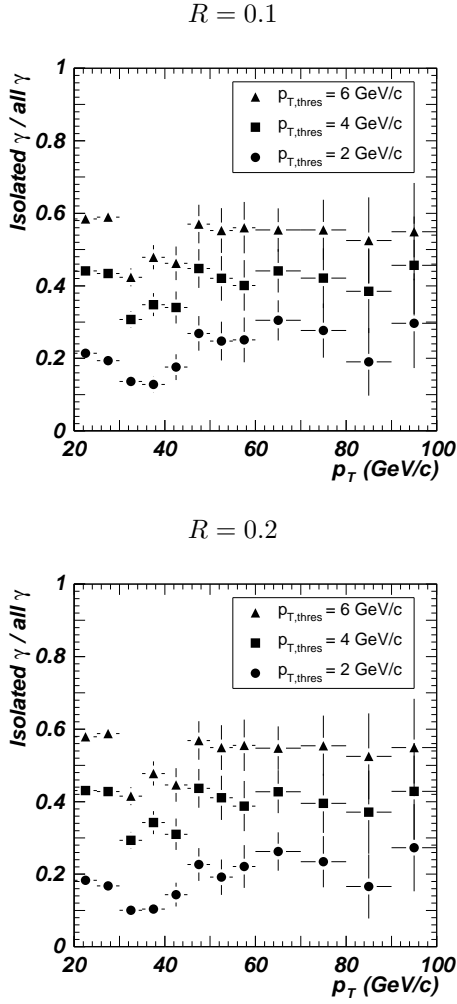 R = 0.1
Isolated γ / all γ
1
0.8
0.6
0.4
0.2
0
p_T,thres = 6 GeV/c
p_T,thres = 4 GeV/c
p_T,thres = 2 GeV/c
20 40 60 80 100
p_T (GeV/c)
R = 0.2
Isolated γ / all γ
1
0.8
0.6
0.4
0.2
0
p_T,thres = 6 GeV/c
p_T,thres = 4 GeV/c
p_T,thres = 2 GeV/c
20 40 60 80 100
p_T (GeV/c)